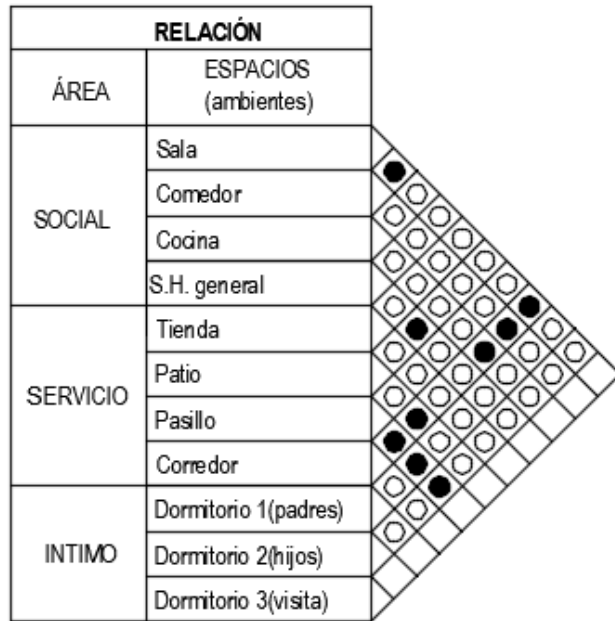 RELACIÓN
ÁREA
ESPACIOS
(ambientes)
SOCIAL
Sala
Comedor
Cocina
S.H. general
SERVICIO
Tienda
Patio
Pasillo
Corredor
INTIMO
Dormitorio 1(padres)
Dormitorio 2(hijos)
Dormitorio 3(visita)